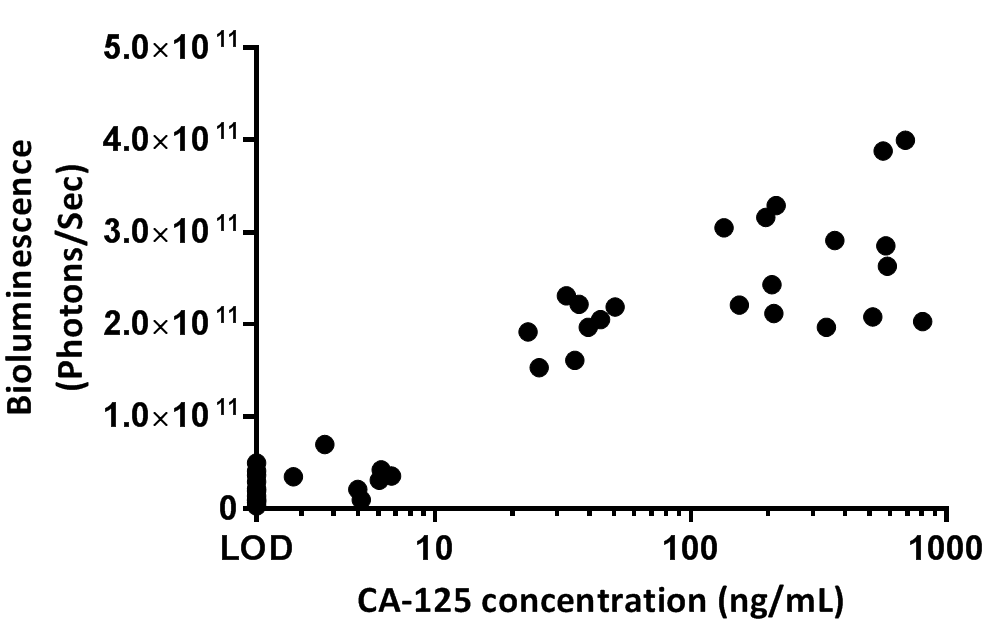 5.0×10 11
4.0×10 11
3.0×10 11
2.0×10 11
1.0×10 11
0
Bioluminescence
(Photons/Sec)
LOD 10 100 1000
CA-125 concentration (ng/mL)